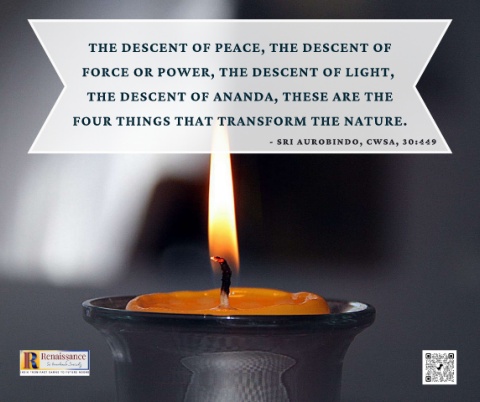 THE DESCENT OF PEACE, THE DESCENT OF
FORCE OR POWER, THE DESCENT OF LIGHT,
THE DESCENT OF ANANDA, THESE ARE THE
FOUR THINGS THAT TRANSFORM THE NATURE.
- SRI AUROBINDO, CWSA, 30:449
Renaissance